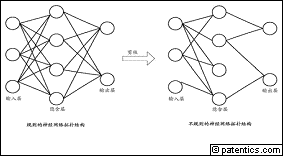 剪枝
输入层
隐含层
输出层
规则的神经网络拓扑结构
输入层
隐含层
输出层
不规则的神经网络拓扑结构
© patentics.com